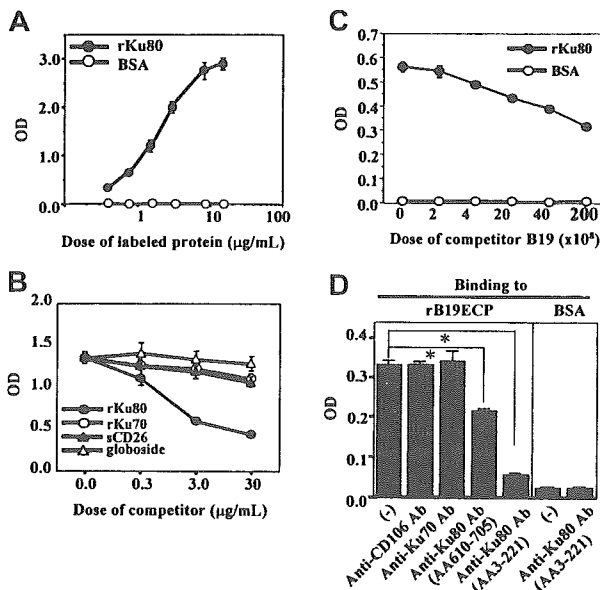 A
rKu80
BSA
3.0
2.0
1.0
0.0
OD
1 10 100
Dose of labeled protein (µg/mL)
B
2.0
1.5
1.0
0.5
0.0
OD
rKu80
rKu70
sCD26
globoside
0.0 0.3 3.0 30
Dose of competitor (µg/mL)
C
rKu80
BSA
0.7
0.6
0.5
0.4
0.3
0.2
0.1
0
OD
0 2 4 20 40 200
Dose of competitor B19 (x10⁸)
D
Binding to
rB19ECP BSA
0.4
0.3
0.2
0.1
0.0
OD
*
*
(-)
Anti-CD106 Ab
Anti-Ku70 Ab
Anti-Ku80 Ab
(AA610-705)
Anti-Ku80 Ab
(AA3-221)
(-)
Anti-Ku80 Ab
(AA3-221)